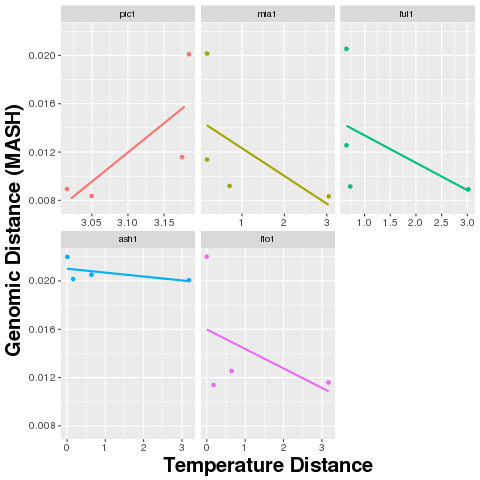 pic1 mia1 ful1
0.020
0.016
0.012
0.008
3.05 3.10 3.15 1 2 3 1.0 1.5 2.0 2.5 3.0
ash1 flo1
0.020
0.016
0.012
0.008
0 1 2 3 0 1 2 3
Genomic Distance (MASH)
Temperature Distance